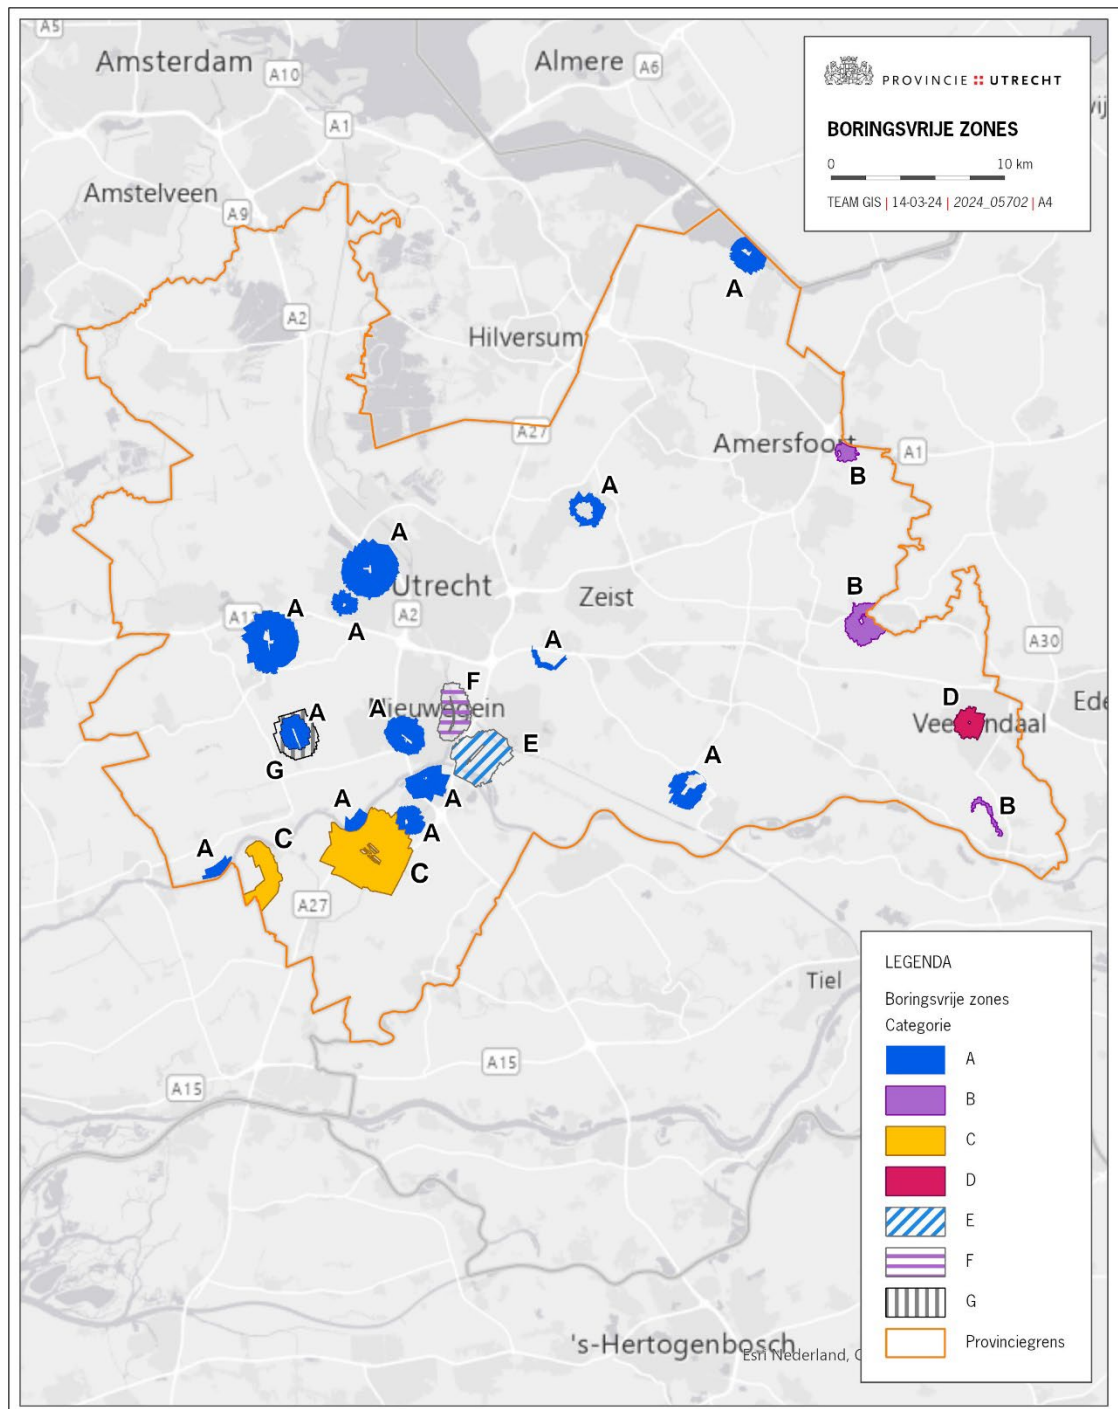 A5
Amsterdam
A10
Almere
A6
PROVINCIE UTRECHT
BORINGSVRIJE ZONES
0 10 km
TEAM GIS | 14-03-24 | 2024_05702 | A4
A1
Amstelveen
A9
A
A2
Hilversum
A27
Amersfoort
A1
B
A
A
Utrecht
Zeist
B
A
A
A2
A
A30
A
F
Nieuwegein
A
A
G
E
D
Veenendaal
Ede
A
A
A
A
B
A
C
C
A27
Tiel
A15
A15
's-Hertogenbosch
Esri Nederland, C
LEGENDA
Boringsvrije zones
Categorie
A
B
C
D
E
F
G
Provinciegrens